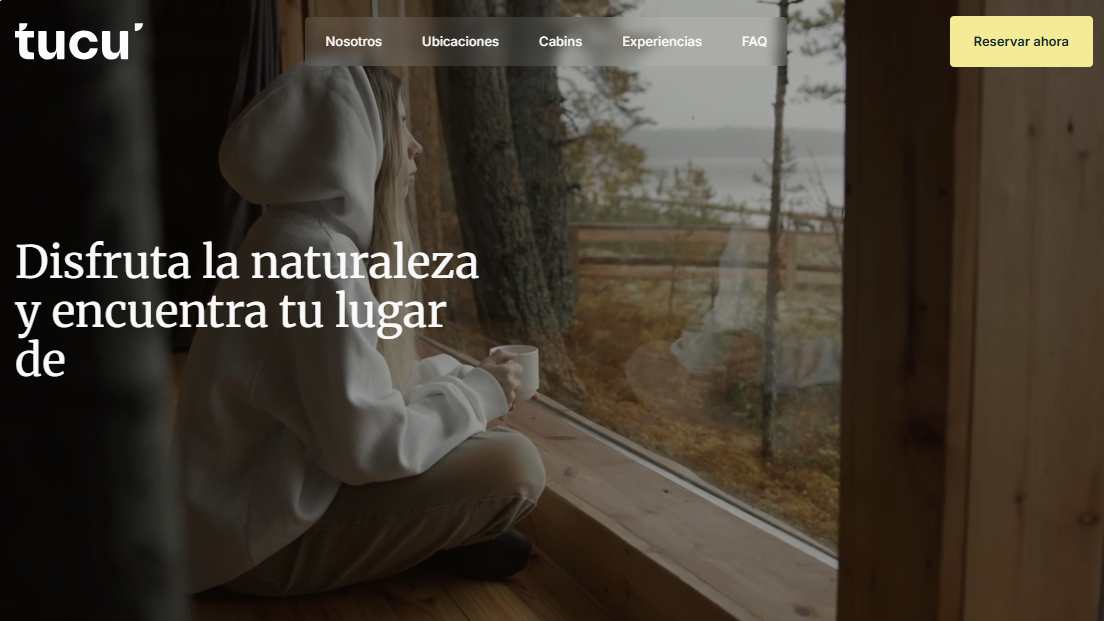 tucu'
Nosotros Ubicaciones Cabins Experiencias FAQ
Reservar ahora
Disfruta la naturaleza
y encuentra tu lugar
de